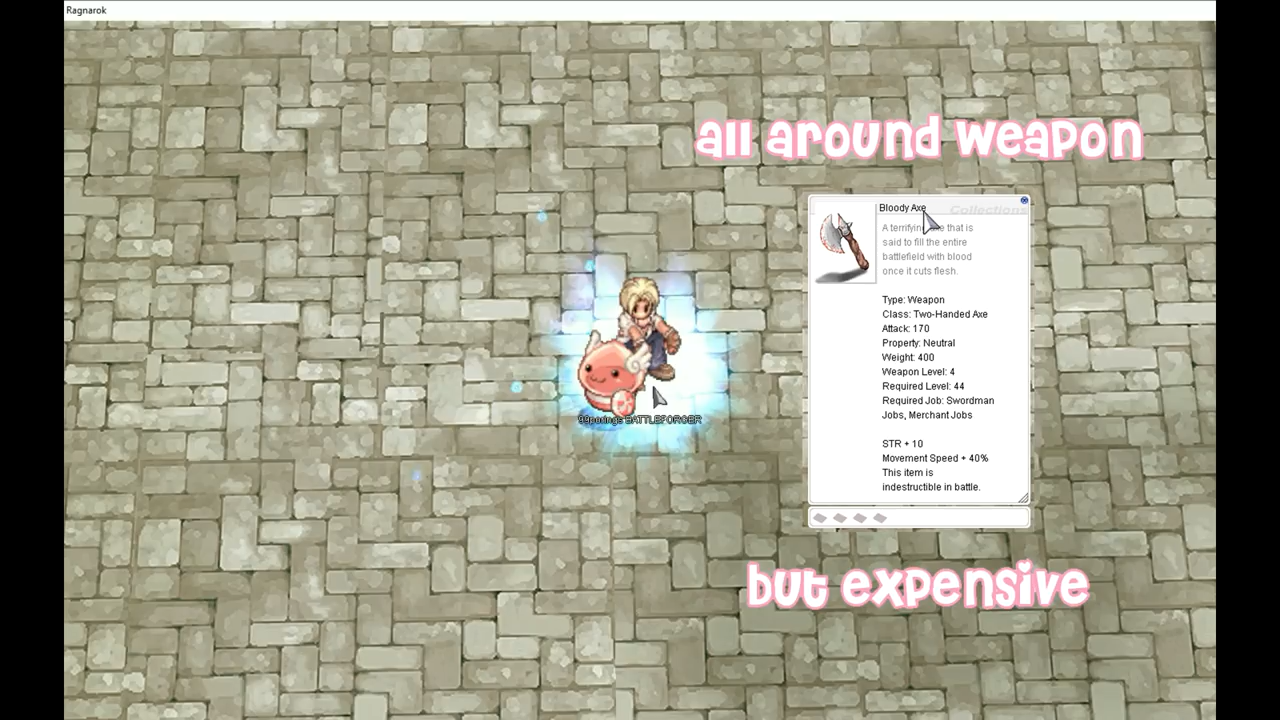 Ragnarok
all around weapon
Bloody Axe
Collections
A terrifying axe that is
said to fill the entire
battlefield with blood
once it cuts flesh.
Type: Weapon
Class: Two-Handed Axe
Attack: 170
Property: Neutral
Weight: 400
Weapon Level: 4
Required Level: 44
Required Job: Swordman
Jobs, Merchant Jobs
STR + 10
Movement Speed + 40%
This item is
indestructible in battle.
99porings BATTLEFORGER
but expensive